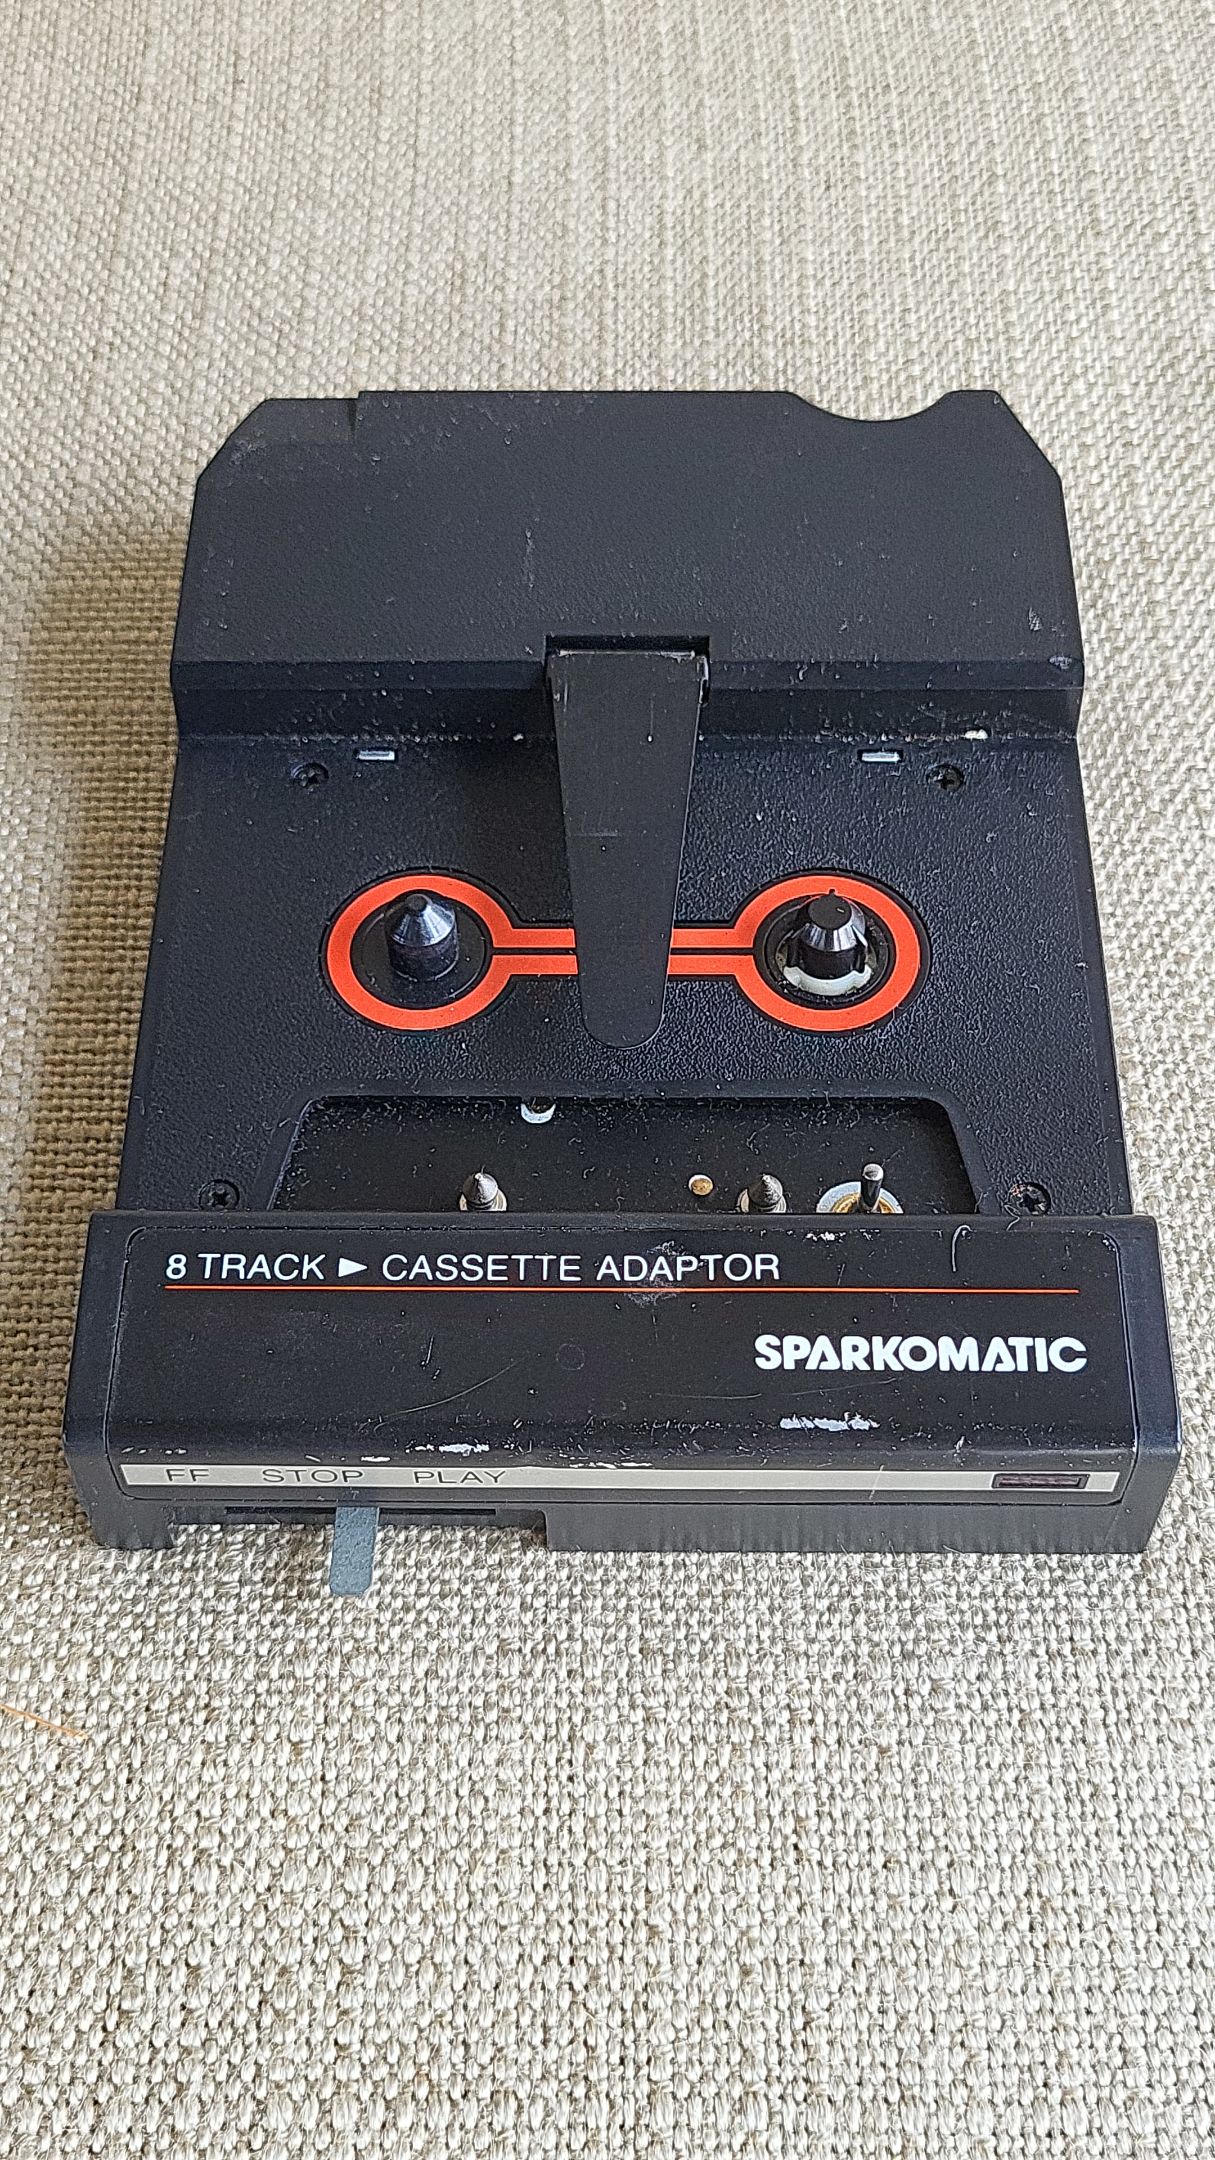 8 TRACK ► CASSETTE ADAPTOR
SPARKOMATIC
FF STOP PLAY